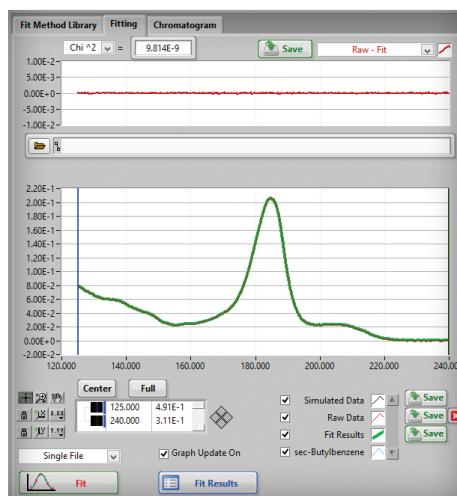 Fit Method Library Fitting Chromatogram
Chi ^2 = 9.814E-9 Save Raw - Fit
1.00E-2
5.00E-3
0.00E+0
-5.00E-3
-1.00E-2
2.20E-1
2.00E-1
1.80E-1
1.60E-1
1.40E-1
1.20E-1
1.00E-1
8.00E-2
6.00E-2
4.00E-2
2.00E-2
0.00E+0
-2.00E-2
120.000 140.000 160.000 180.000 200.000 220.000 240.00
Center Full
125.000 4.91E-1
240.000 3.11E-1
Simulated Data Save
Raw Data Save
Fit Results Save
sec-Butylbenzene
Single File Graph Update On
Fit Fit Results